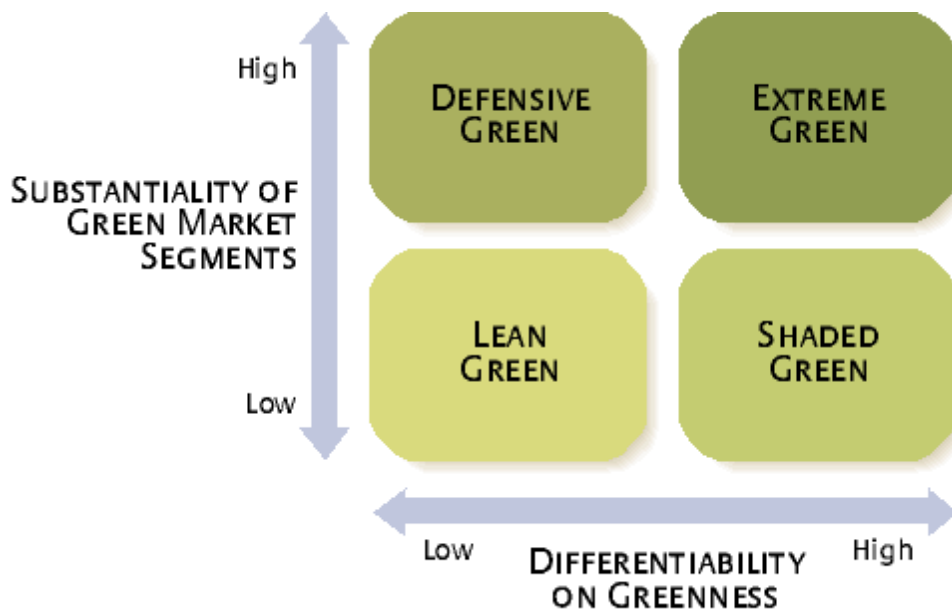 High
DEFENSIVE
GREEN
EXTREME
GREEN
SUBSTANTIALITY OF
GREEN MARKET
SEGMENTS
LEAN
GREEN
SHADED
GREEN
Low
Low
High
DIFFERENTIABILITY
ON GREENNESS